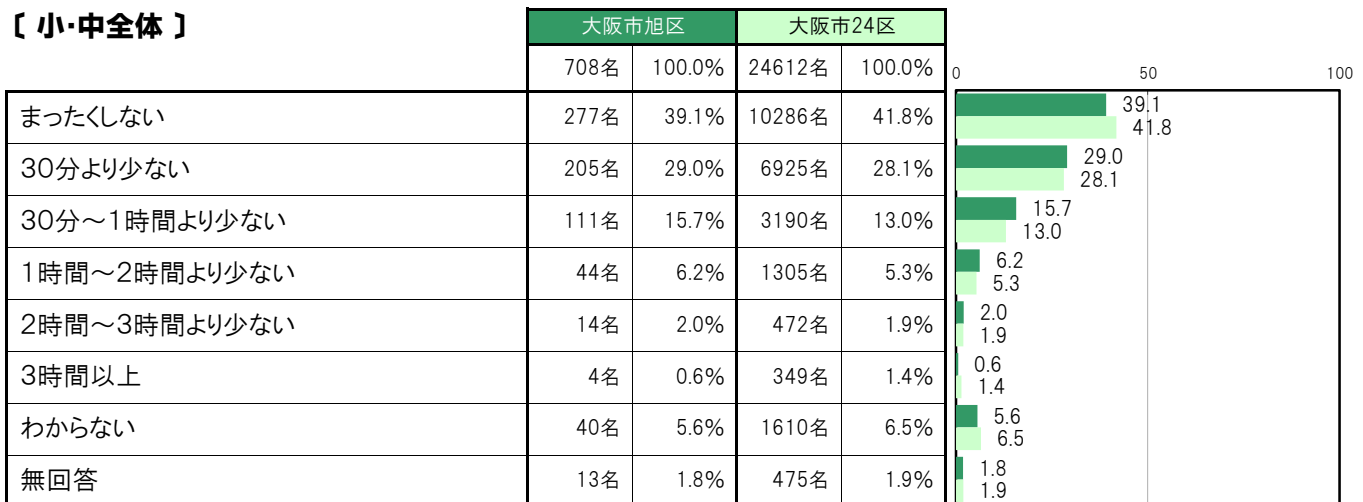 〔 小・中全体 〕
大阪市旭区 大阪市24区
708名 100.0% 24612名 100.0% 0 50 100
まったくしない 277名 39.1% 10286名 41.8% 39.1
41.8
30分より少ない 205名 29.0% 6925名 28.1% 29.0
28.1
30分～1時間より少ない 111名 15.7% 3190名 13.0% 15.7
13.0
1時間～2時間より少ない 44名 6.2% 1305名 5.3% 6.2
5.3
2時間～3時間より少ない 14名 2.0% 472名 1.9% 2.0
1.9
3時間以上 4名 0.6% 349名 1.4% 0.6
1.4
わからない 40名 5.6% 1610名 6.5% 5.6
6.5
無回答 13名 1.8% 475名 1.9% 1.8
1.9